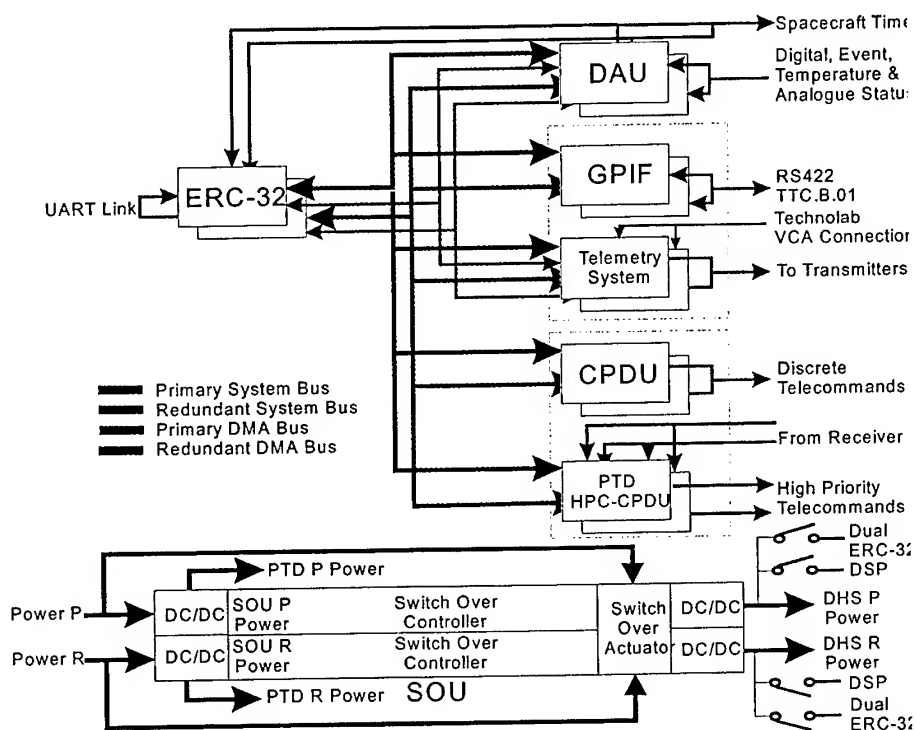 Spacecraft Time
DAU
Digital, Event,
Temperature &
Analogue Status
GPIF
RS422
TTC.B.01
ERC-32
UART Link
Technolab
VCA Connection
Telemetry
System
To Transmitters
CPDU
Discrete
Telecommands
Primary System Bus
Redundant System Bus
Primary DMA Bus
Redundant DMA Bus
From Receiver
PTD
HPC-CPDU
High Priority
Telecommands
Dual
ERC-32
DSP
PTD P Power
Power P
DC/DC
SOU P
Power
Switch Over
Controller
Switch
Over
Actuator
DC/DC
DHS P
Power
Power R
DC/DC
SOU R
Power
Switch Over
Controller
DC/DC
DHS R
Power
PTD R Power
SOU
DSP
Dual
ERC-32